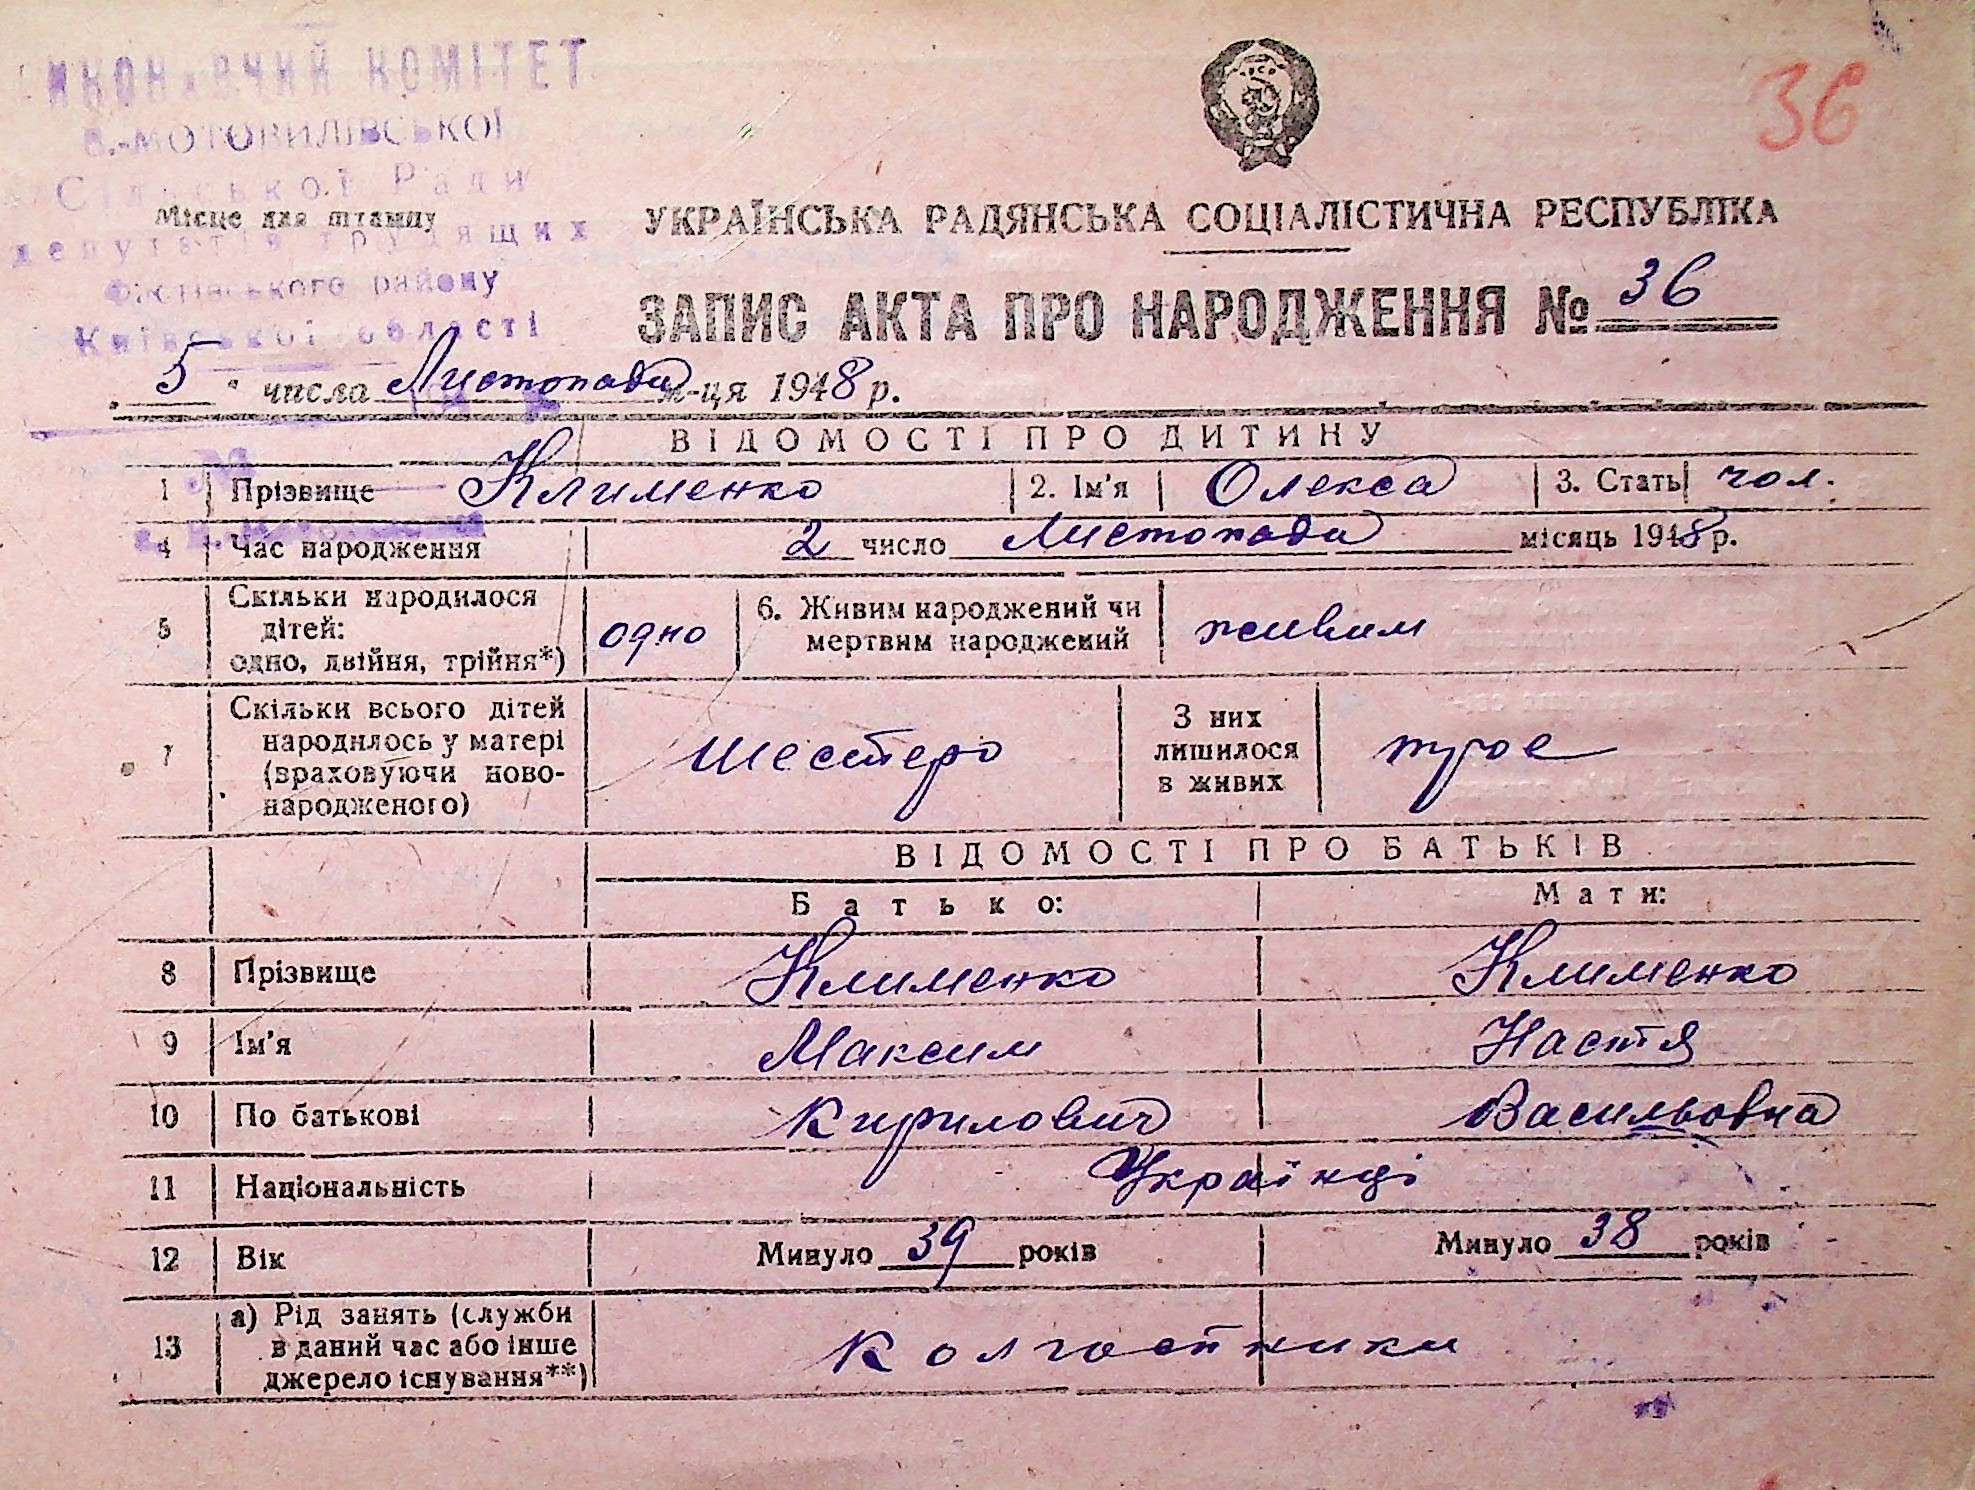 36
ВИКОНАВЧИЙ КОМІТЕТ
В.-МОТОВИЛІВСЬКОЇ
Сільської Ради
Місце для штампу
депутатів трудящих
району
Київської області
УКРАЇНСЬКА РАДЯНСЬКА СОЦІАЛІСТИЧНА РЕСПУБЛІКА
ЗАПИС АКТА ПРО НАРОДЖЕННЯ № 36
„5“ числа Листопада м-ця 1948 р.
ВІДОМОСТІ ПРО ДИТИНУ
1 Прізвище Клименко 2. Ім'я Олекса 3. Стать чол.
4 Час народження 2 число Листопада місяць 1948 р.
5 Скільки народилося дітей: одно, двійня, трійня*) одно 6. Живим народжений чи мертвим народжений живим
7 Скільки всього дітей народилось у матері (враховуючи новонародженого) шестеро З них лишилося в живих троє
ВІДОМОСТІ ПРО БАТЬКІВ
Батько: Мати:
8 Прізвище Клименко Клименко
9 Ім'я Максим Настя
10 По батькові Кирилович Васильовна
11 Національність Українці
12 Вік Минуло 39 років Минуло 38 років
13 а) Рід занять (служби в даний час або інше джерело існування**) Колгоспники